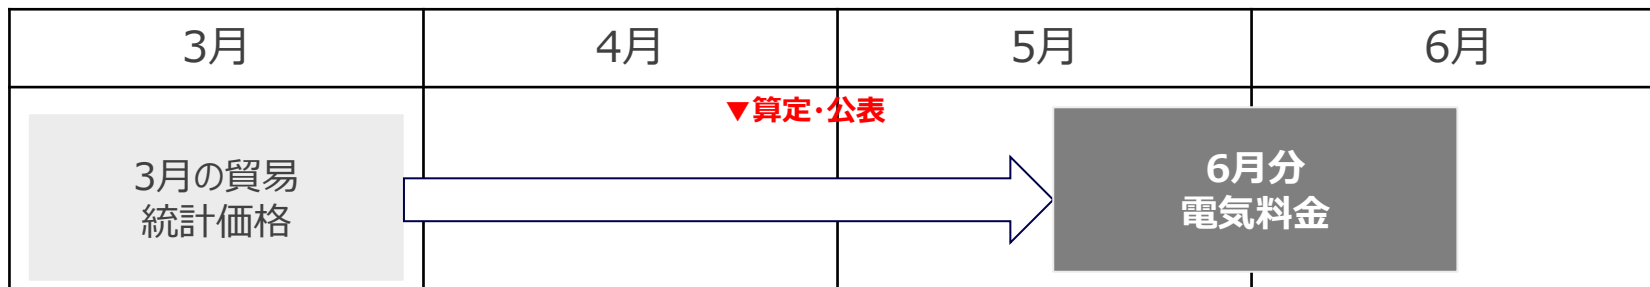 3月
4月
5月
6月
▼算定・公表
3月の貿易
統計価格
6月分
電気料金